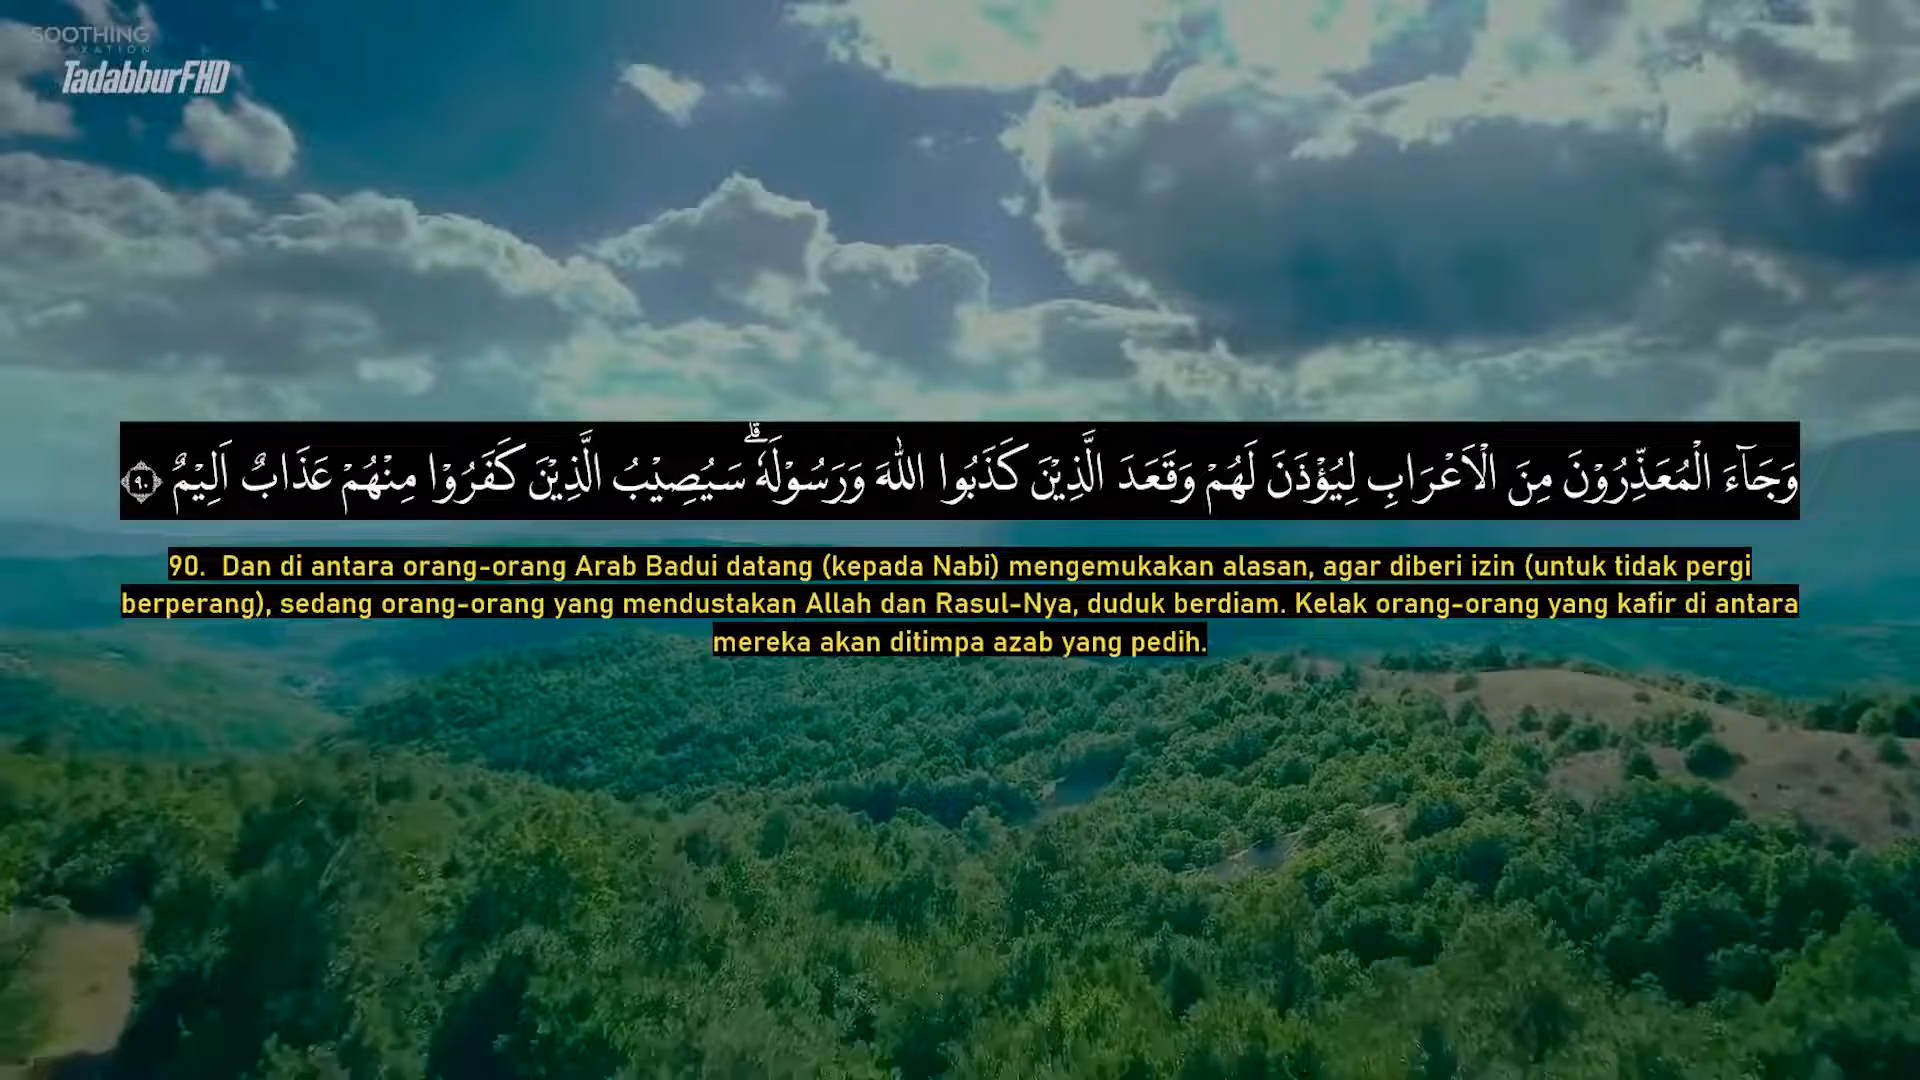 SOOTHING
RELAXATION
TadabburFHD
وَجَاۤءَ الْمُعَذِّرُوْنَ مِنَ الْاَعْرَابِ لِيُؤْذَنَ لَهُمْ وَقَعَدَ الَّذِيْنَ كَذَبُوا اللّٰهَ وَرَسُوْلَهٗ ۗسَيُصِيْبُ الَّذِيْنَ كَفَرُوْا مِنْهُمْ عَذَابٌ اَلِيْمٌ ٩٠
90. Dan di antara orang-orang Arab Badui datang (kepada Nabi) mengemukakan alasan, agar diberi izin (untuk tidak pergi
berperang), sedang orang-orang yang mendustakan Allah dan Rasul-Nya, duduk berdiam. Kelak orang-orang yang kafir di antara
mereka akan ditimpa azab yang pedih.